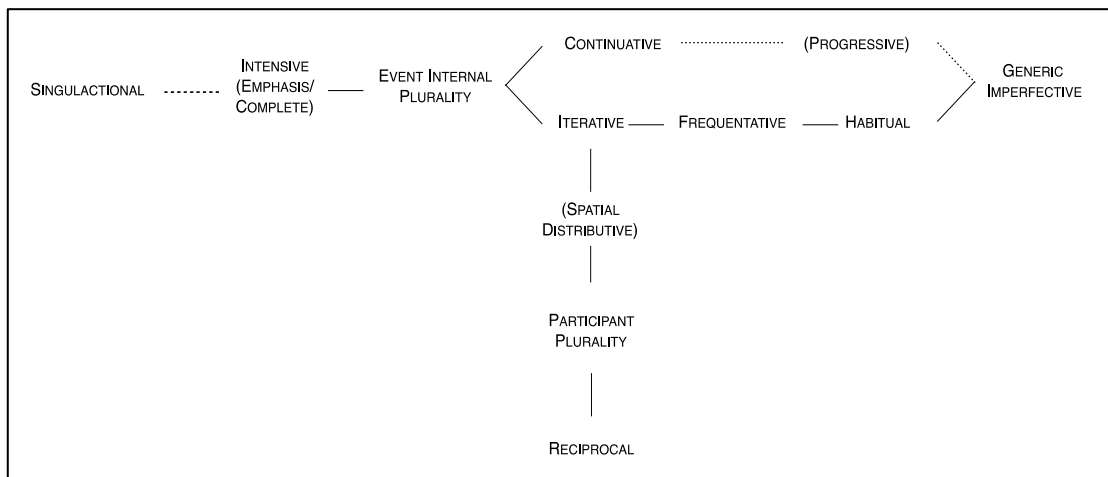 CONTINUATIVE
(PROGRESSIVE)
SINGULACTIONAL
INTENSIVE
(EMPHASIS/
COMPLETE)
EVENT INTERNAL
PLURALITY
GENERIC
IMPERFECTIVE
ITERATIVE
FREQUENTATIVE
HABITUAL
(SPATIAL
DISTRIBUTIVE)
PARTICIPANT
PLURALITY
RECIPROCAL